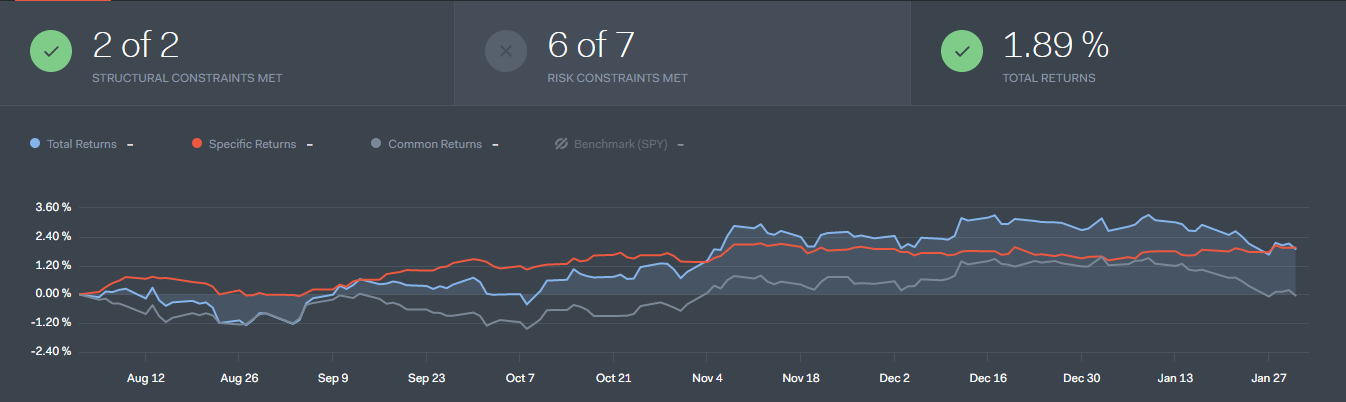 2 of 2
STRUCTURAL CONSTRAINTS MET
6 of 7
RISK CONSTRAINTS MET
1.89 %
TOTAL RETURNS
Total Returns – Specific Returns – Common Returns – Benchmark (SPY) –
3.60 %
2.40 %
1.20 %
0.00 %
-1.20 %
-2.40 %
Aug 12 Aug 26 Sep 9 Sep 23 Oct 7 Oct 21 Nov 4 Nov 18 Dec 2 Dec 16 Dec 30 Jan 13 Jan 27